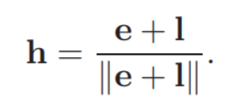 h = (e + l) / ‖e + l‖.